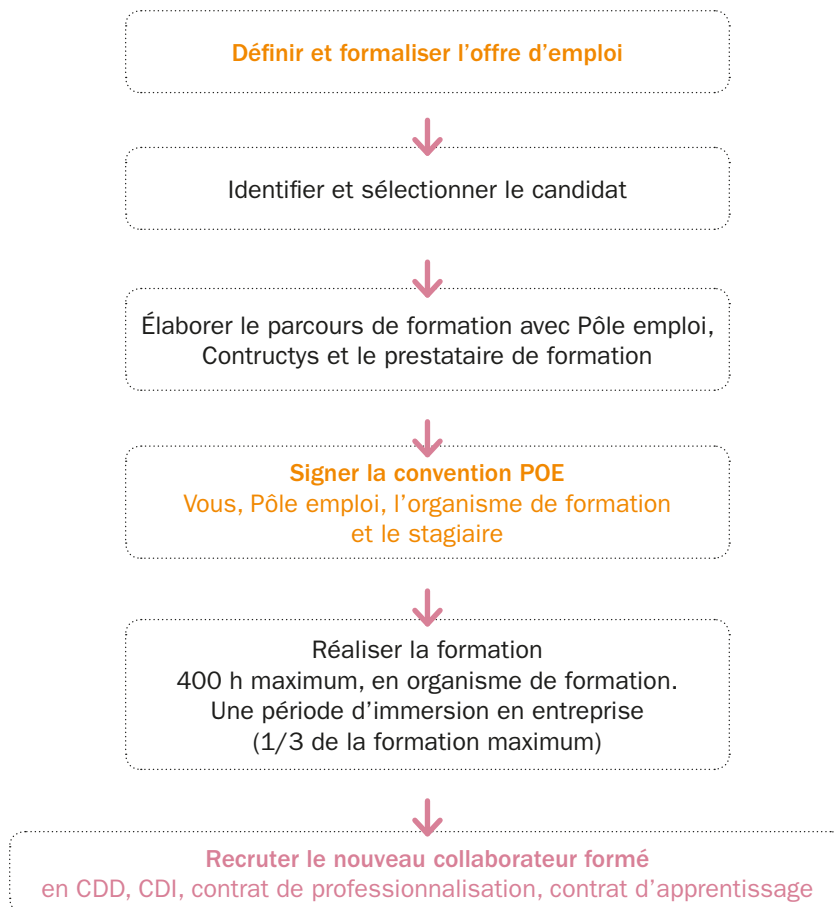 Définir et formaliser l’offre d’emploi
Identifier et sélectionner le candidat
Élaborer le parcours de formation avec Pôle emploi,
Contructys et le prestataire de formation
Signer la convention POE
Vous, Pôle emploi, l’organisme de formation
et le stagiaire
Réaliser la formation
400 h maximum, en organisme de formation.
Une période d’immersion en entreprise
(1/3 de la formation maximum)
Recruter le nouveau collaborateur formé
en CDD, CDI, contrat de professionnalisation, contrat d’apprentissage